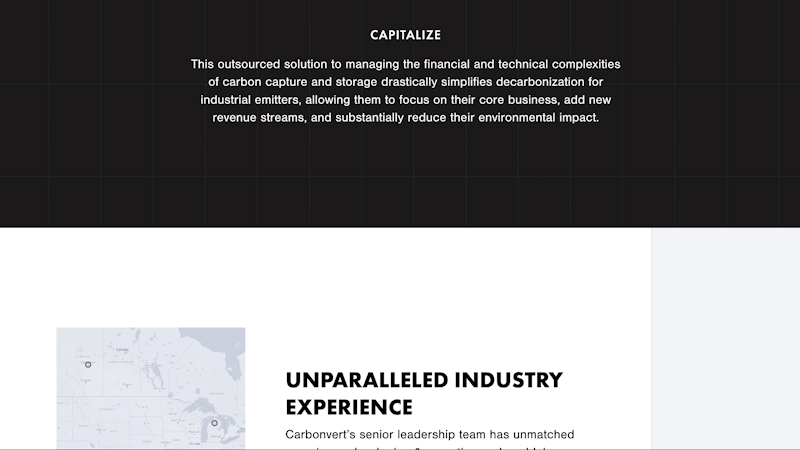 CAPITALIZE
This outsourced solution to managing the financial and technical complexities
of carbon capture and storage drastically simplifies decarbonization for
industrial emitters, allowing them to focus on their core business, add new
revenue streams, and substantially reduce their environmental impact.
UNPARALLELED INDUSTRY
EXPERIENCE
Carbonvert's senior leadership team has unmatched